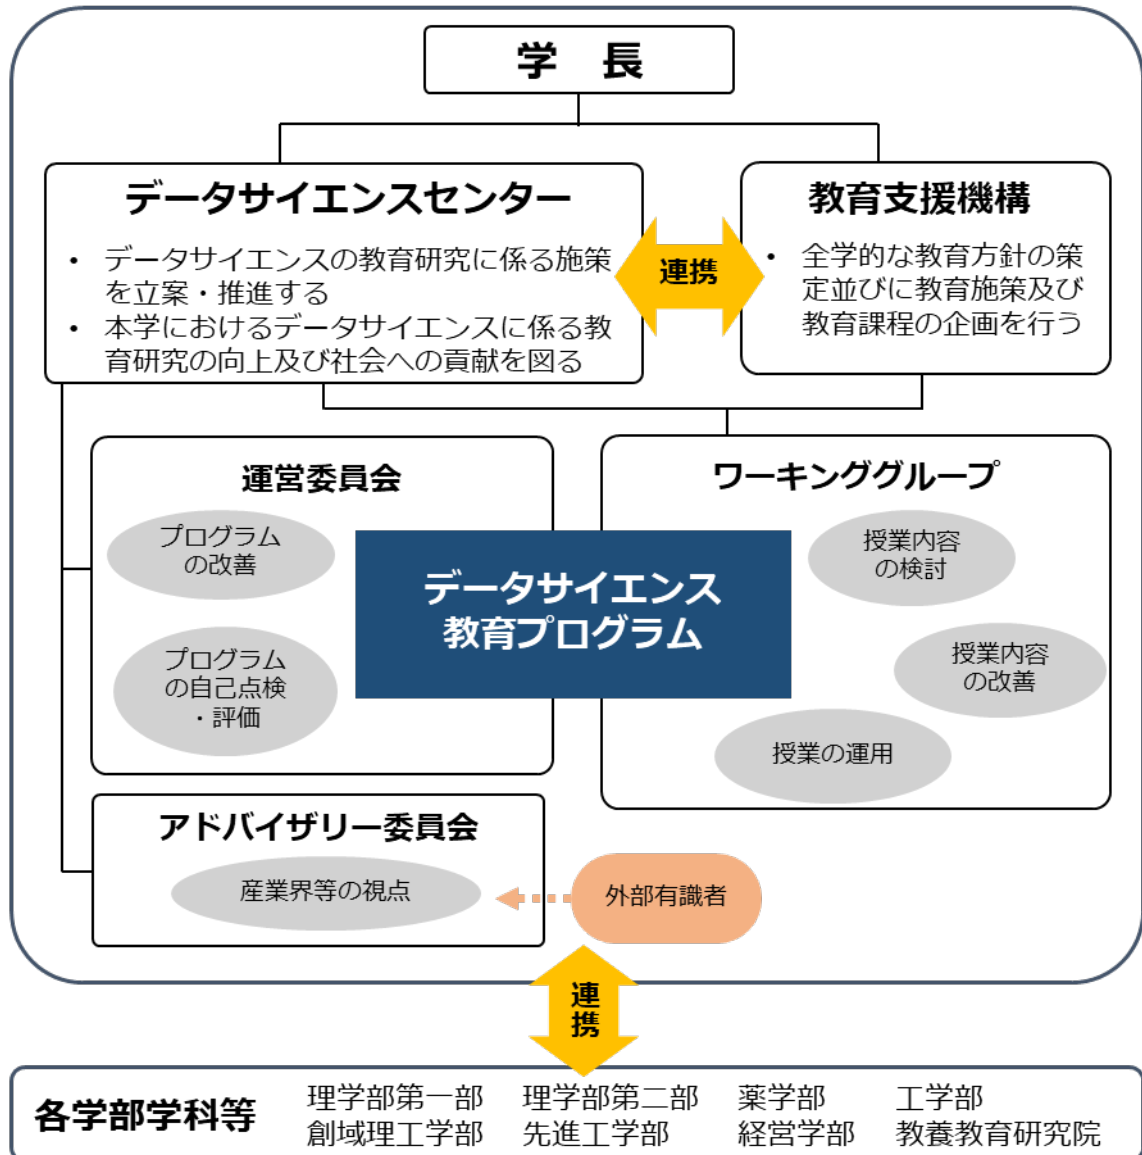 学 長
データサイエンスセンター
• データサイエンスの教育研究に係る施策
を立案・推進する
• 本学におけるデータサイエンスに係る教
育研究の向上及び社会への貢献を図る
連携
教育支援機構
• 全学的な教育方針の策
定並びに教育施策及び
教育課程の企画を行う
運営委員会
プログラム
の改善
プログラム
の自己点検
・評価
データサイエンス
教育プログラム
ワーキンググループ
授業内容
の検討
授業内容
の改善
授業の運用
アドバイザリー委員会
産業界等の視点
外部有識者
連
携
各学部学科等
理学部第一部 理学部第二部 薬学部 工学部
創域理工学部 先進工学部 経営学部 教養教育研究院